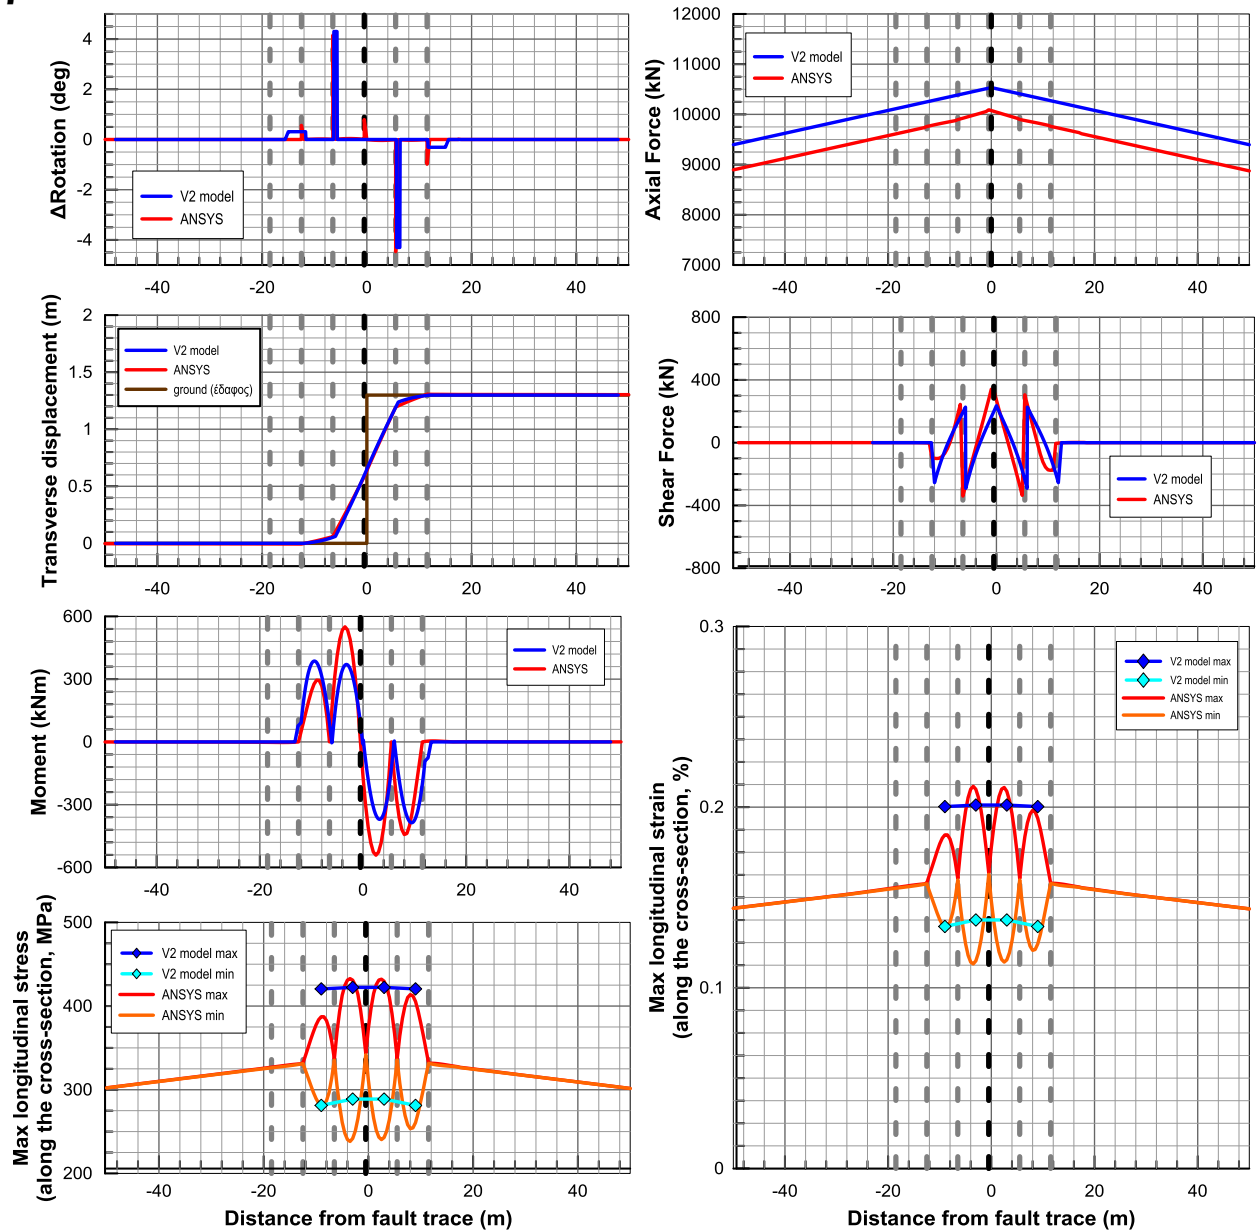 ΔRotation (deg)
4
2
0
-2
-4
V2 model
ANSYS
-40
-20
0
20
40
Axial Force (kN)
12000
11000
10000
9000
8000
7000
V2 model
ANSYS
-40
-20
0
20
40
Transverse displacement (m)
2
1.5
1
0.5
0
V2 model
ANSYS
ground (έδαφος)
-40
-20
0
20
40
Shear Force (kN)
800
400
0
-400
-800
V2 model
ANSYS
-40
-20
0
20
40
Moment (kNm)
600
300
0
-300
-600
V2 model
ANSYS
-40
-20
0
20
40
Max longitudinal stress
(along the cross-section, MPa)
500
400
300
200
V2 model max
V2 model min
ANSYS max
ANSYS min
-40
-20
0
20
40
Distance from fault trace (m)
Max longitudinal strain
(along the cross-section, %)
0.3
0.2
0.1
0
V2 model max
V2 model min
ANSYS max
ANSYS min
-40
-20
0
20
40
Distance from fault trace (m)